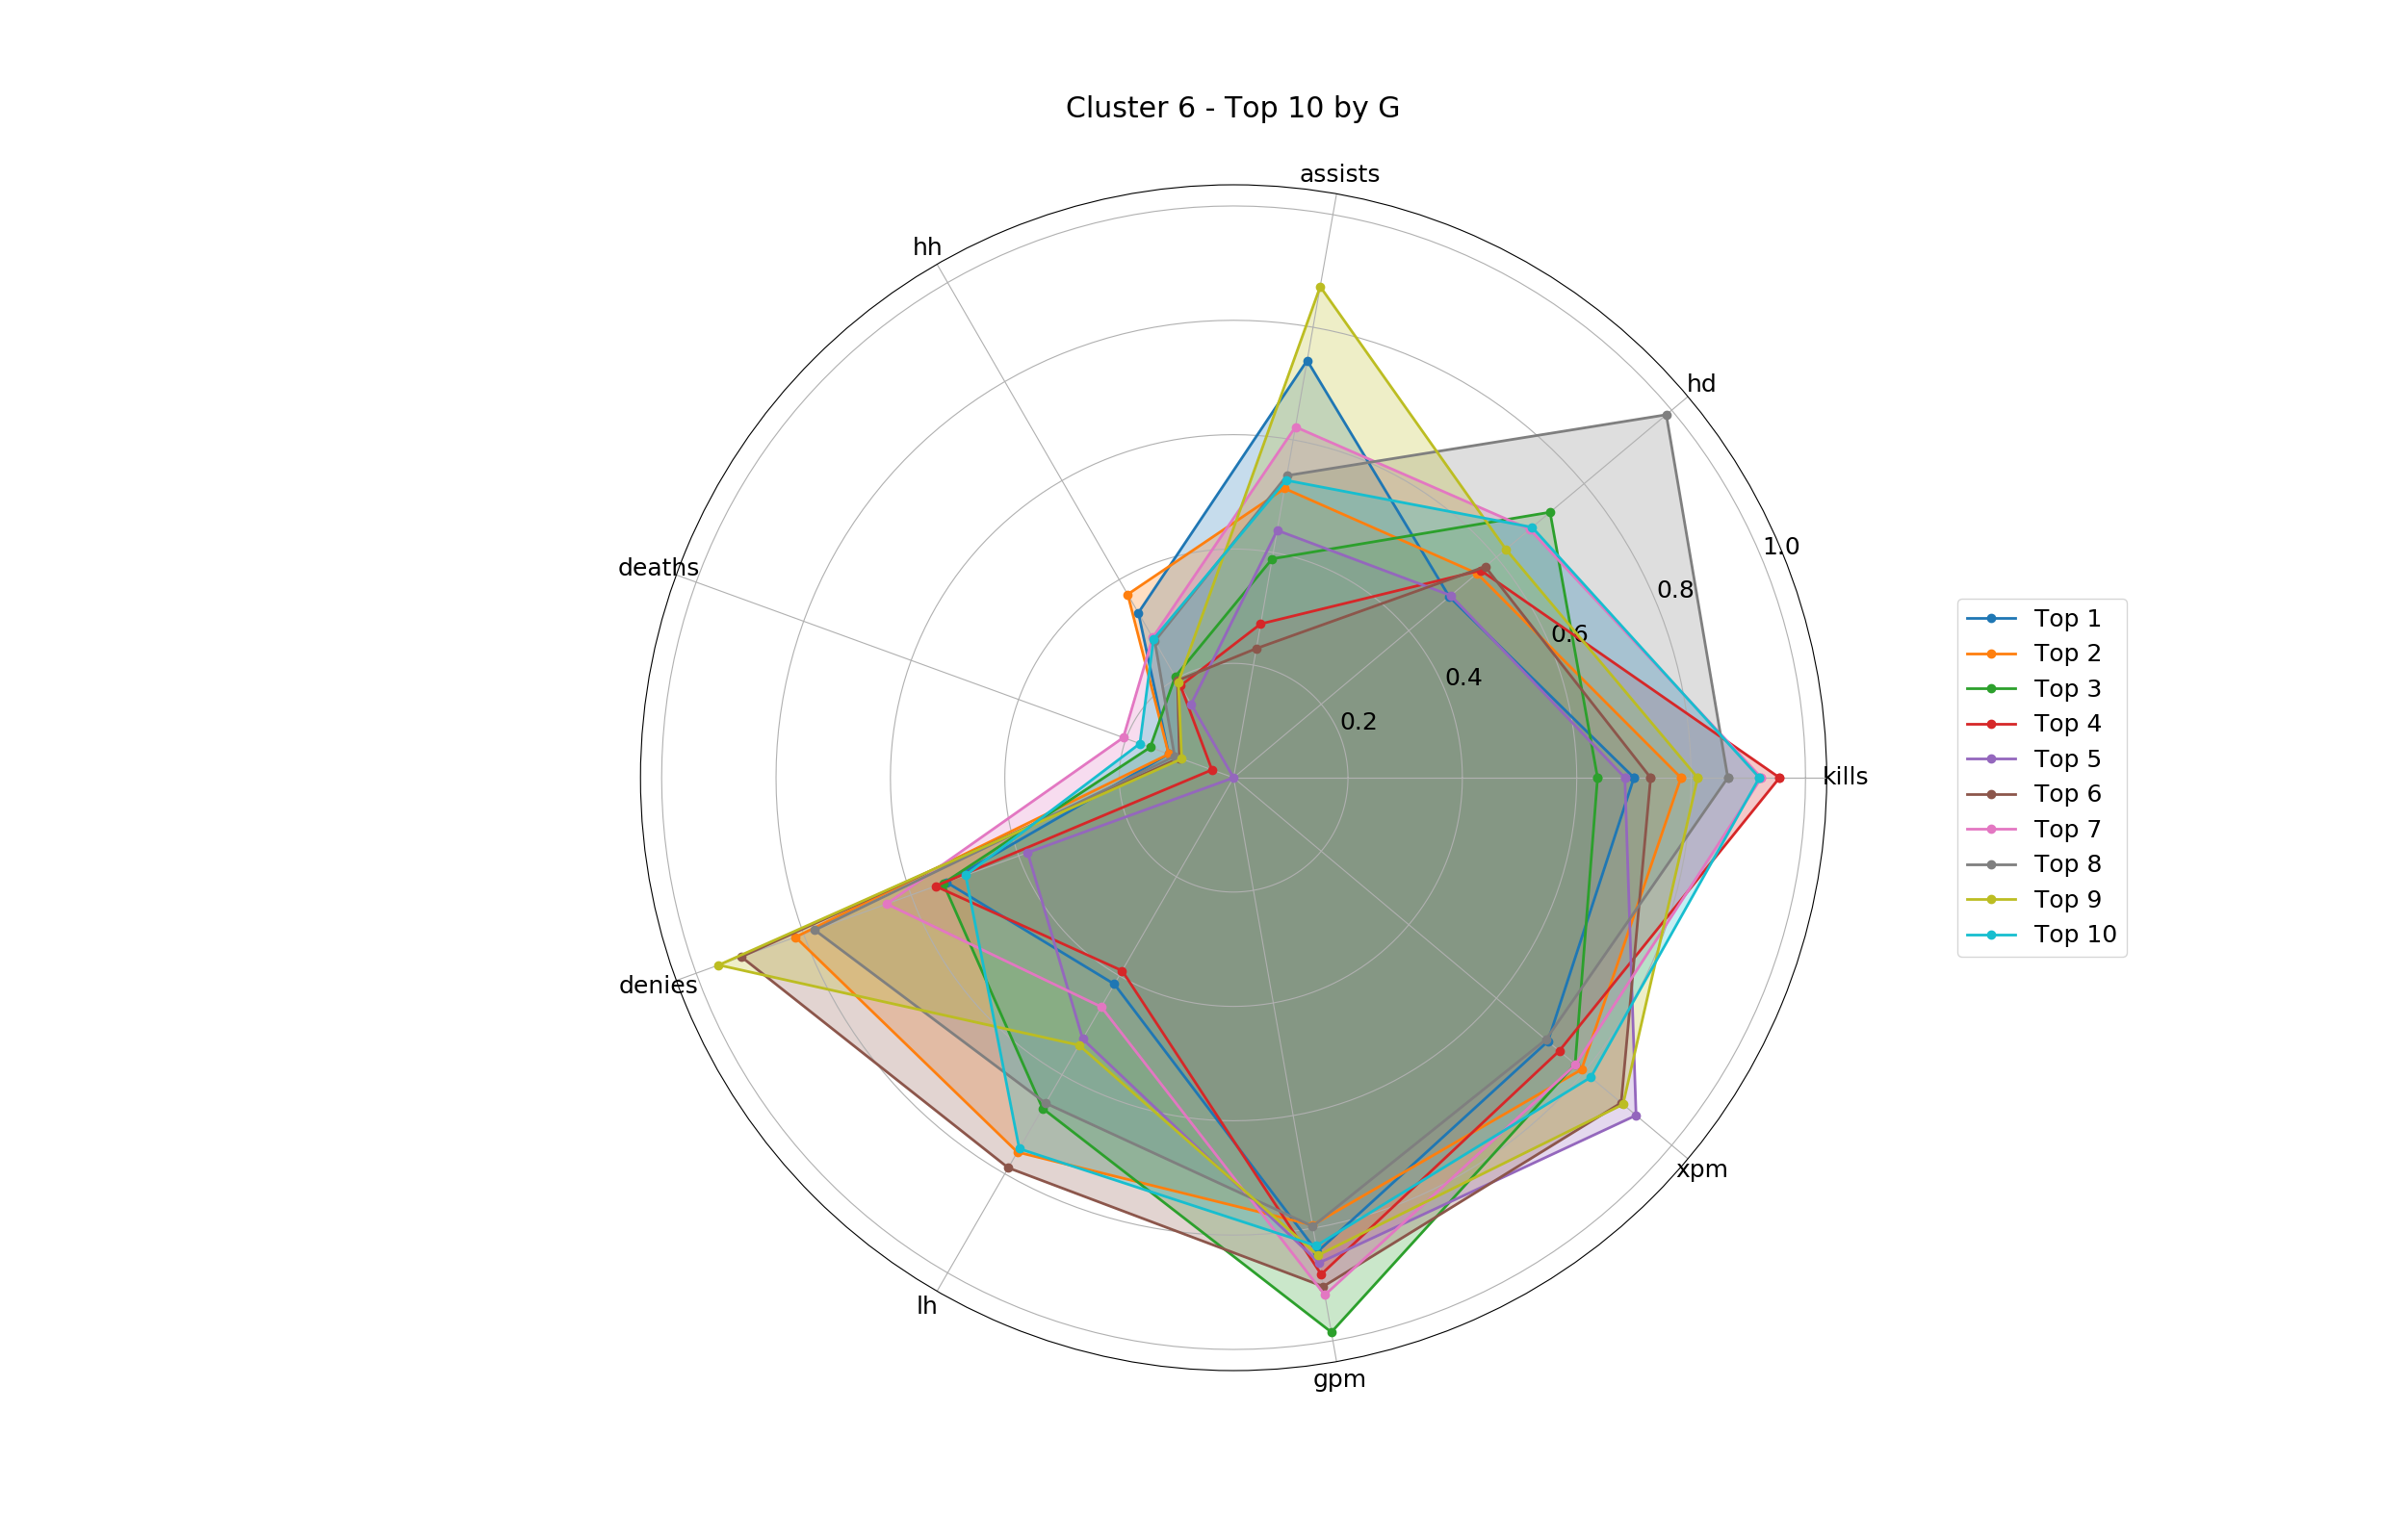 Cluster 6 - Top 10 by G
assists
hh
hd
deaths
1.0
0.8
0.6
0.4
0.2
kills
denies
xpm
lh
gpm
Top 1
Top 2
Top 3
Top 4
Top 5
Top 6
Top 7
Top 8
Top 9
Top 10